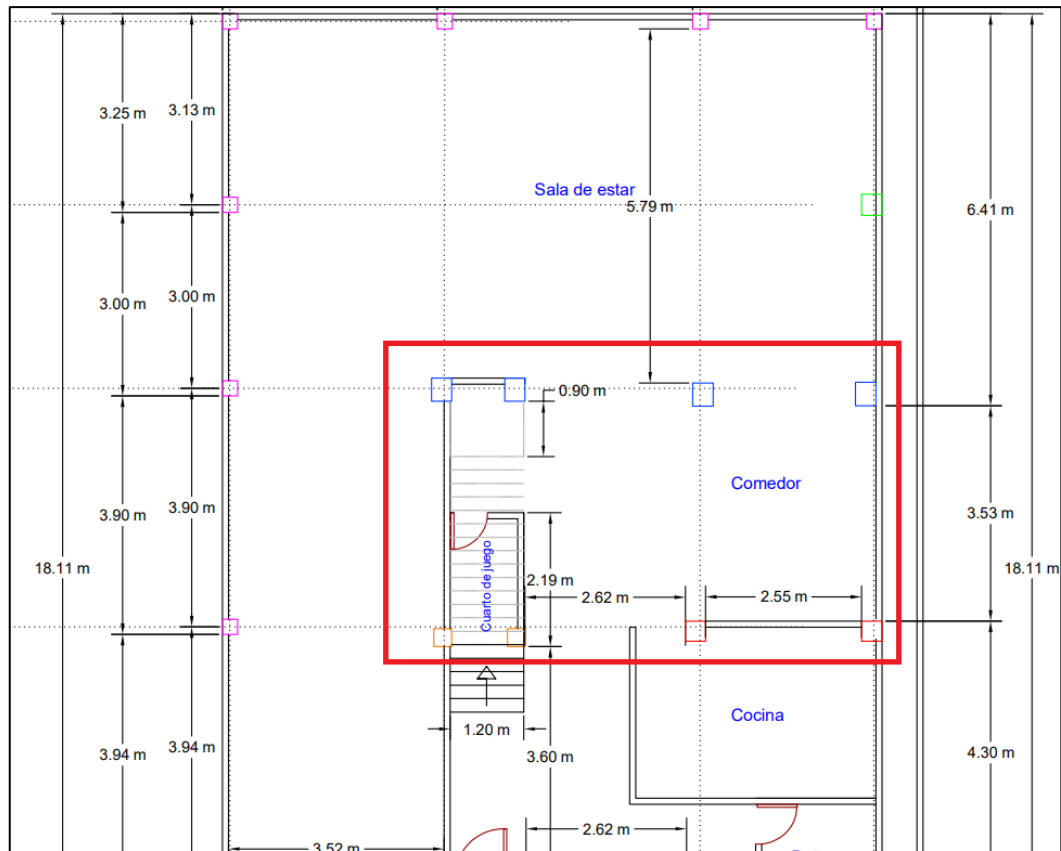 3.25 m
3.13 m
Sala de estar
5.79 m
6.41 m
3.00 m
3.00 m
0.90 m
Comedor
3.90 m
3.90 m
3.53 m
18.11 m
18.11 m
Cuarto de juego
2.19 m
2.62 m
2.55 m
Cocina
1.20 m
3.94 m
3.94 m
3.60 m
4.30 m
2.62 m
3.52 m